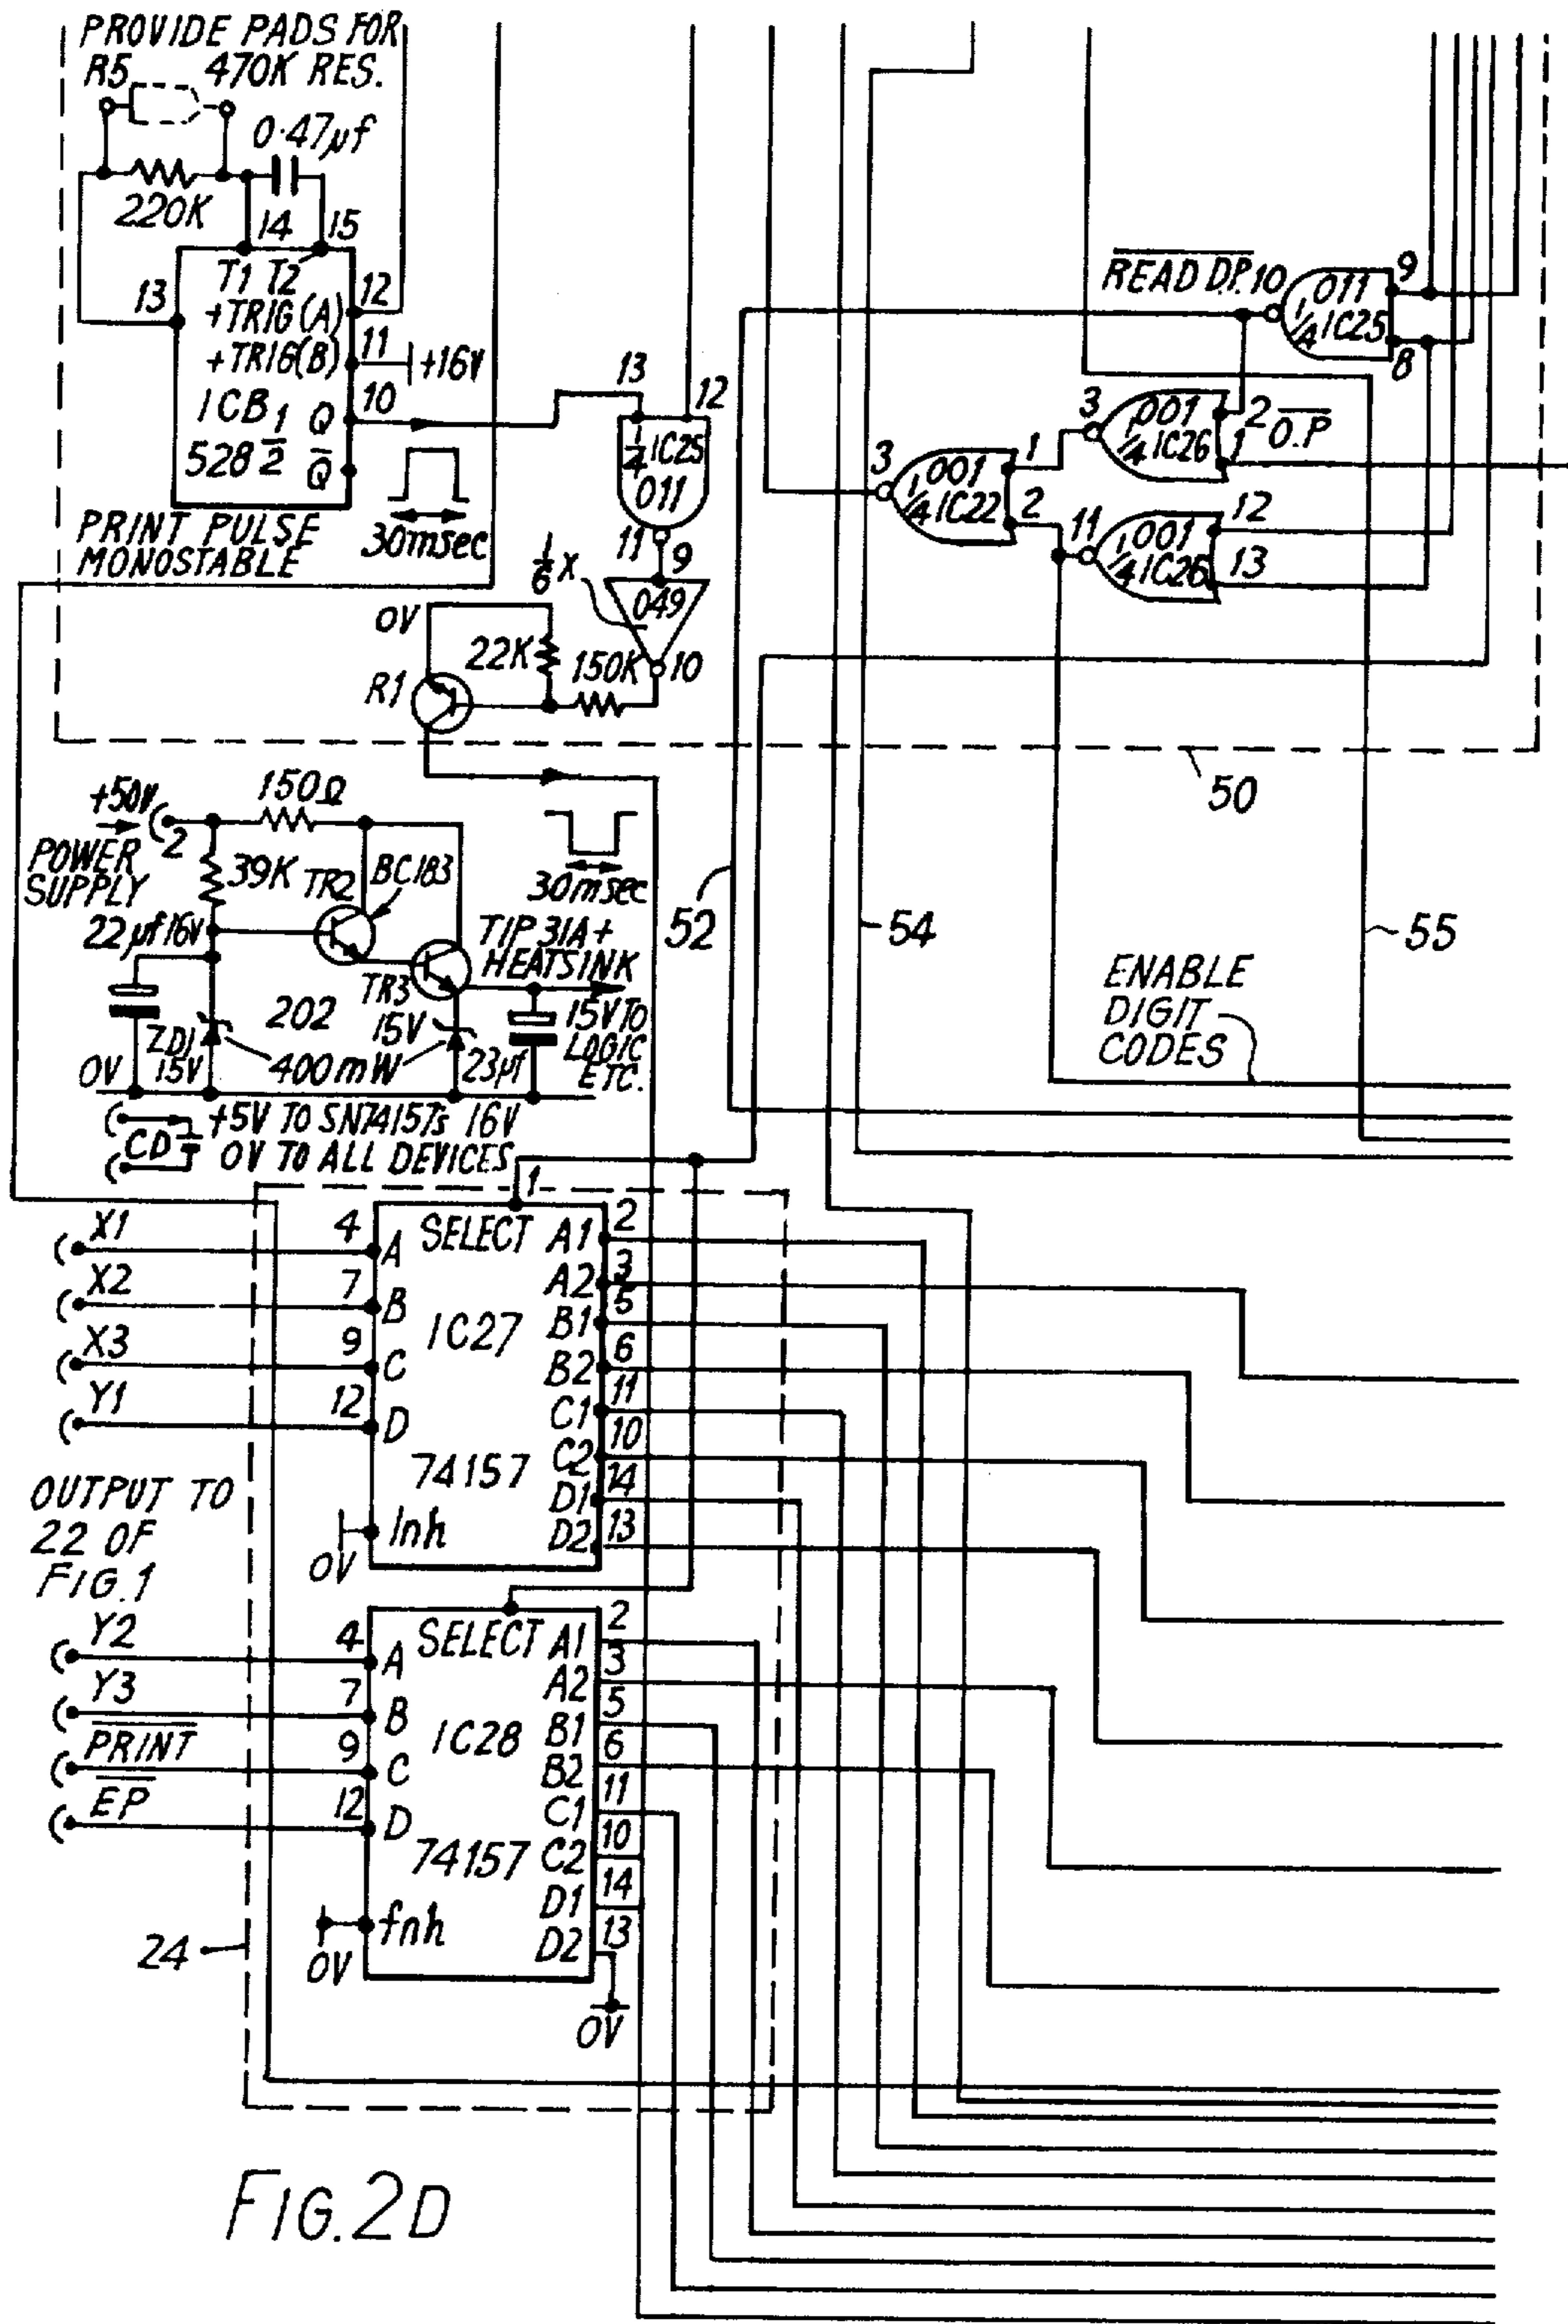 PROVIDE PADS FOR
R5 470K RES.
0.47µf
220K
14 15
T1 T2
13
+TRIG(A)
12
+TRIG(B)
11
+16V
ICB 1/2
528
Q
10
Q̅
30msec
PRINT PULSE
MONOSTABLE
13
12
1/4 IC25
011
11
9
1/6 X
049
10
0V
22K
150K
R1
READ DP.
10
011
1/4 IC25
9
8
3
001
1/4 IC26
2
O.P
1
3
001
1/4 IC22
1
2
11
001
1/4 IC26
12
13
50
+50V
2
POWER
SUPPLY
150Ω
39K
TR2
BC183
22µf 16V
TR3
TIP 31A +
HEATSINK
30msec
202
15V
ZD1
15V
400mW
23µf
15V TO
LOGIC
ETC.
0V
+5V TO SN74157s 16V
CD
0V TO ALL DEVICES
52
54
55
ENABLE
DIGIT
CODES
1
X1 4 A SELECT A1 2
A2 3
X2 7 B
B1 5
IC27
B2 6
X3 9 C
C1 11
Y1 12 D
C2 10
74157
D1 14
Inh
D2 13
0V
OUTPUT TO
22 OF
FIG.1
Y2 4 A SELECT A1 2
A2 3
Y3 7 B
B1 5
IC28
PRINT 9 C
B2 6
C1 11
EP 12 D
74157 C2 10
D1 14
fnh
D2 13
0V
0V
24
FIG.2D